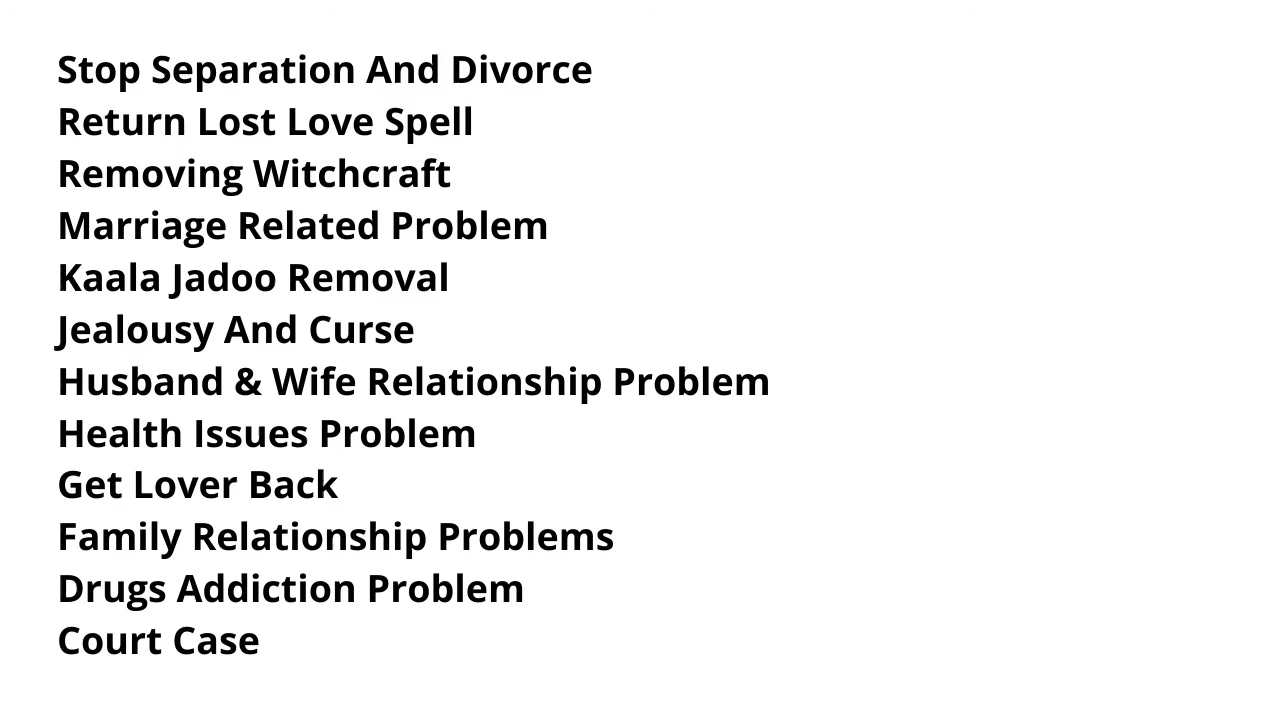 Stop Separation And Divorce
Return Lost Love Spell
Removing Witchcraft
Marriage Related Problem
Kaala Jadoo Removal
Jealousy And Curse
Husband & Wife Relationship Problem
Health Issues Problem
Get Lover Back
Family Relationship Problems
Drugs Addiction Problem
Court Case